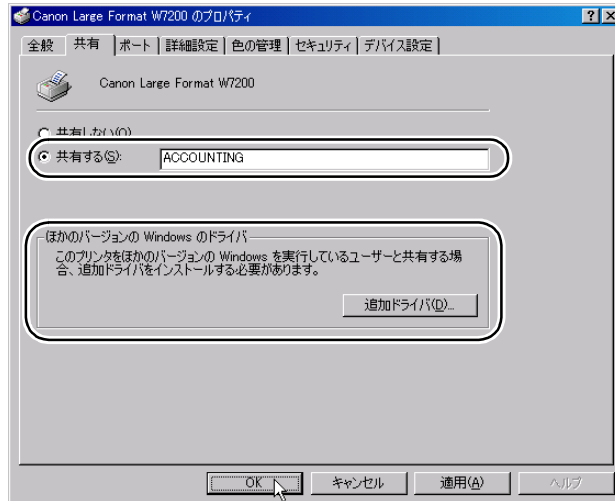 Canon Large Format W7200 のプロパティ
全般 共有 ポート 詳細設定 色の管理 セキュリティ デバイス設定
Canon Large Format W7200
共有しない(O)
共有する(S): ACCOUNTING
ほかのバージョンの Windows のドライバ
このプリンタをほかのバージョンの Windows を実行しているユーザーと共有する場
合、追加ドライバをインストールする必要があります。
追加ドライバ(D)...
OK キャンセル 適用(A) ヘルプ